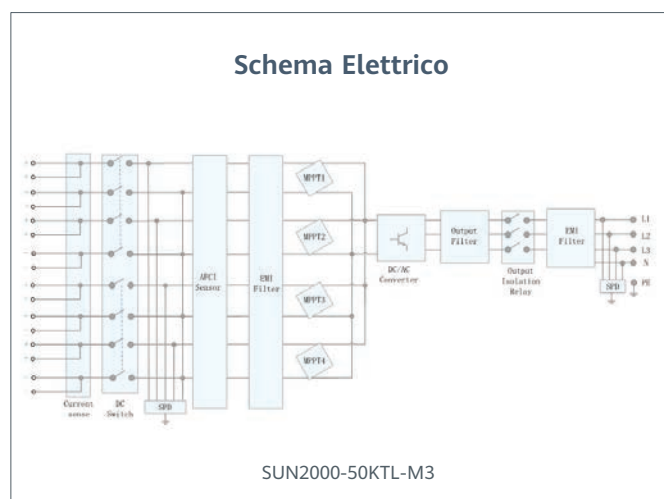 Schema Elettrico
MPPT1
MPPT2
MPPT3
MPPT4
AFCI
Sensor
EMI
Filter
DC/AC
Converter
Output
Filter
Output
Isolation
Relay
EMI
Filter
L1
L2
L3
N
PE
SPD
Current
sense
DC
Switch
SPD
SUN2000-50KTL-M3